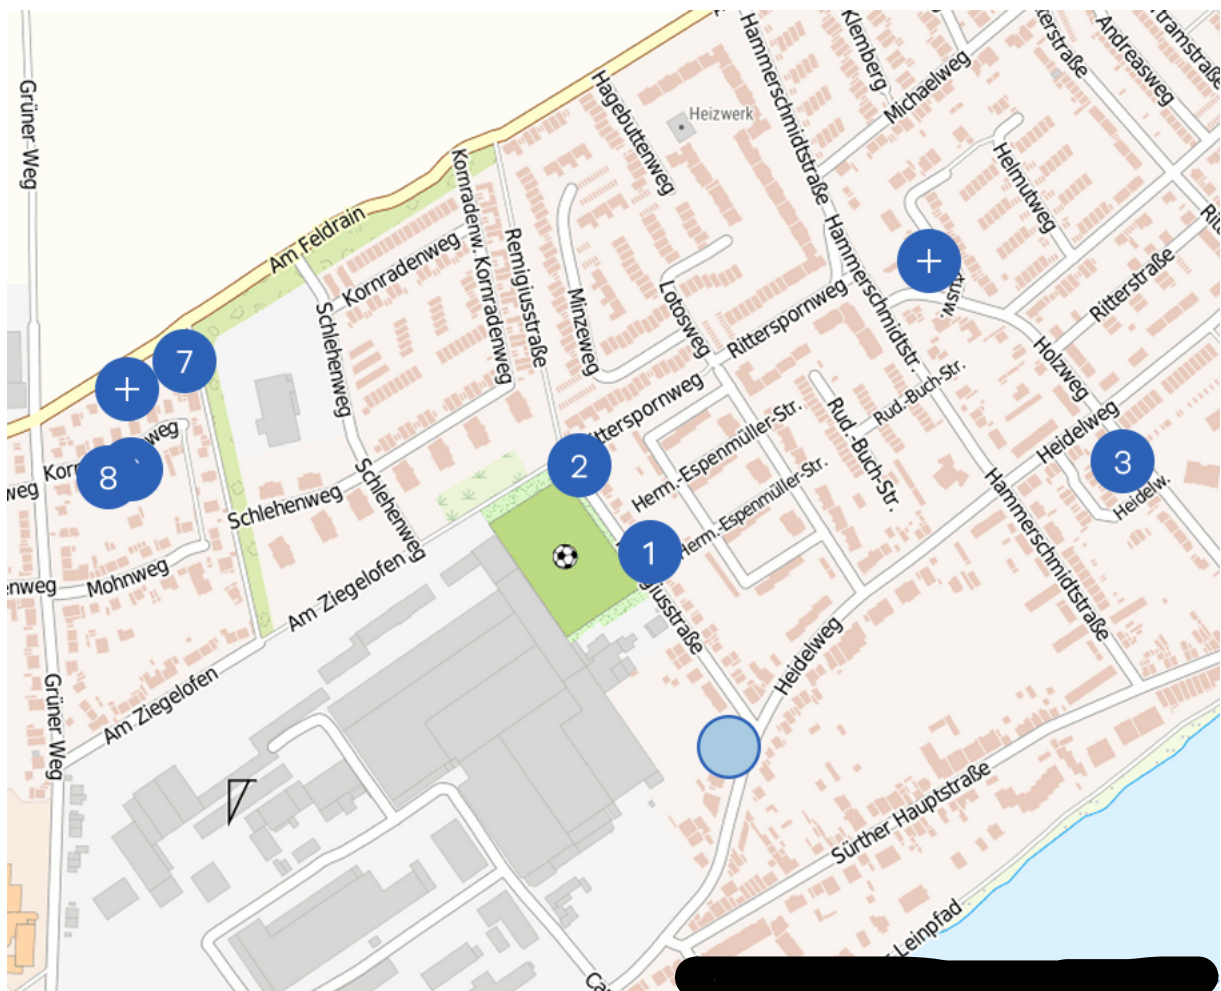 Grüner Weg
Am Feldrain
Kornradenw.
Kornradenweg
Kornradenweg
Remigiusstraße
Hagebuttenweg
Heizwerk
Hammerschmidtstraße
Klemberg
Michaelweg
Andreasweg
Helmutweg
Hammerschmidtstr.
Ritterstraße
Holzweg
Schlehenweg
Minzeweg
Lotosweg
Ritterspornweg
Rud.-Buch-Str.
Rud.-Buch-Str.
Heidelweg
Heidelw.
+
7
+
8
2
3
1
weg
Schlehenweg
Schlehenweg
Herm.-Espenmüller-Str.
Herm.-Espenmüller-Str.
Hammerschmidtstraße
Mohnweg
Am Ziegelofen
Am Ziegelofen
Grüner Weg
Heidelweg
Sürther Hauptstraße
Leinpfad